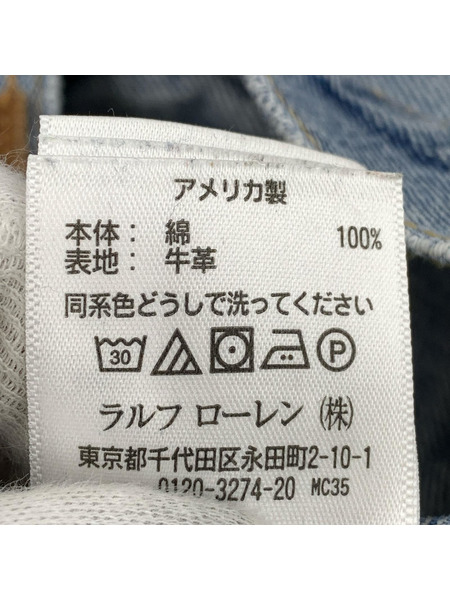 アメリカ製
本体： 綿 100%
表地： 牛革
同系色どうしで洗ってください
30 P
ラルフ ローレン（株）
東京都千代田区永田町2-10-1
0120-3274-20 MC35